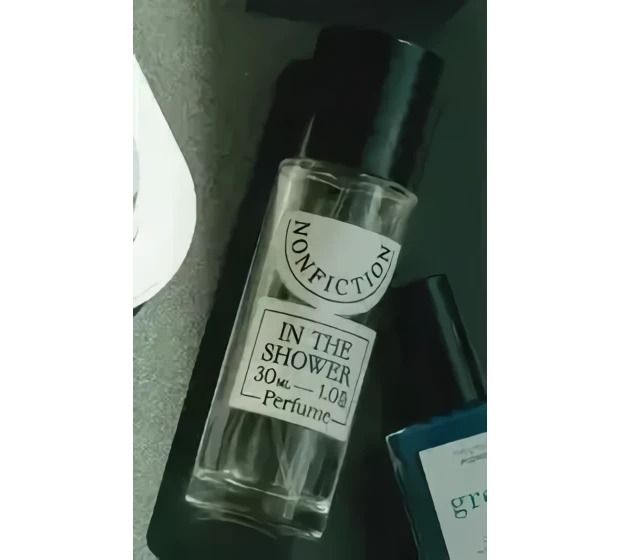 NONFICTION
IN THE
SHOWER
30ML — 1.0
Perfume
gre